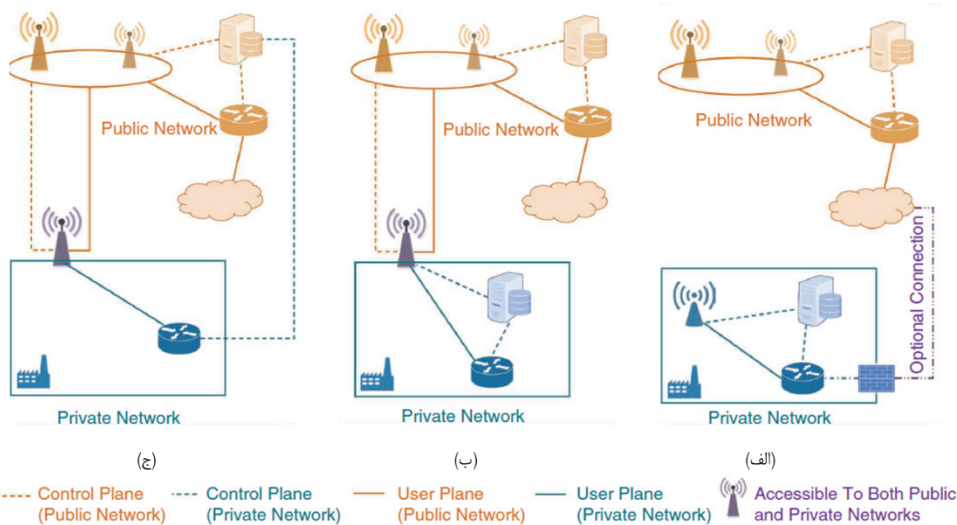 Public Network
Private Network
(ج)
Public Network
Private Network
(ب)
Public Network
Optional Connection
Private Network
(الف)
Control Plane
(Public Network)
Control Plane
(Private Network)
User Plane
(Public Network)
User Plane
(Private Network)
Accessible To Both Public
and Private Networks